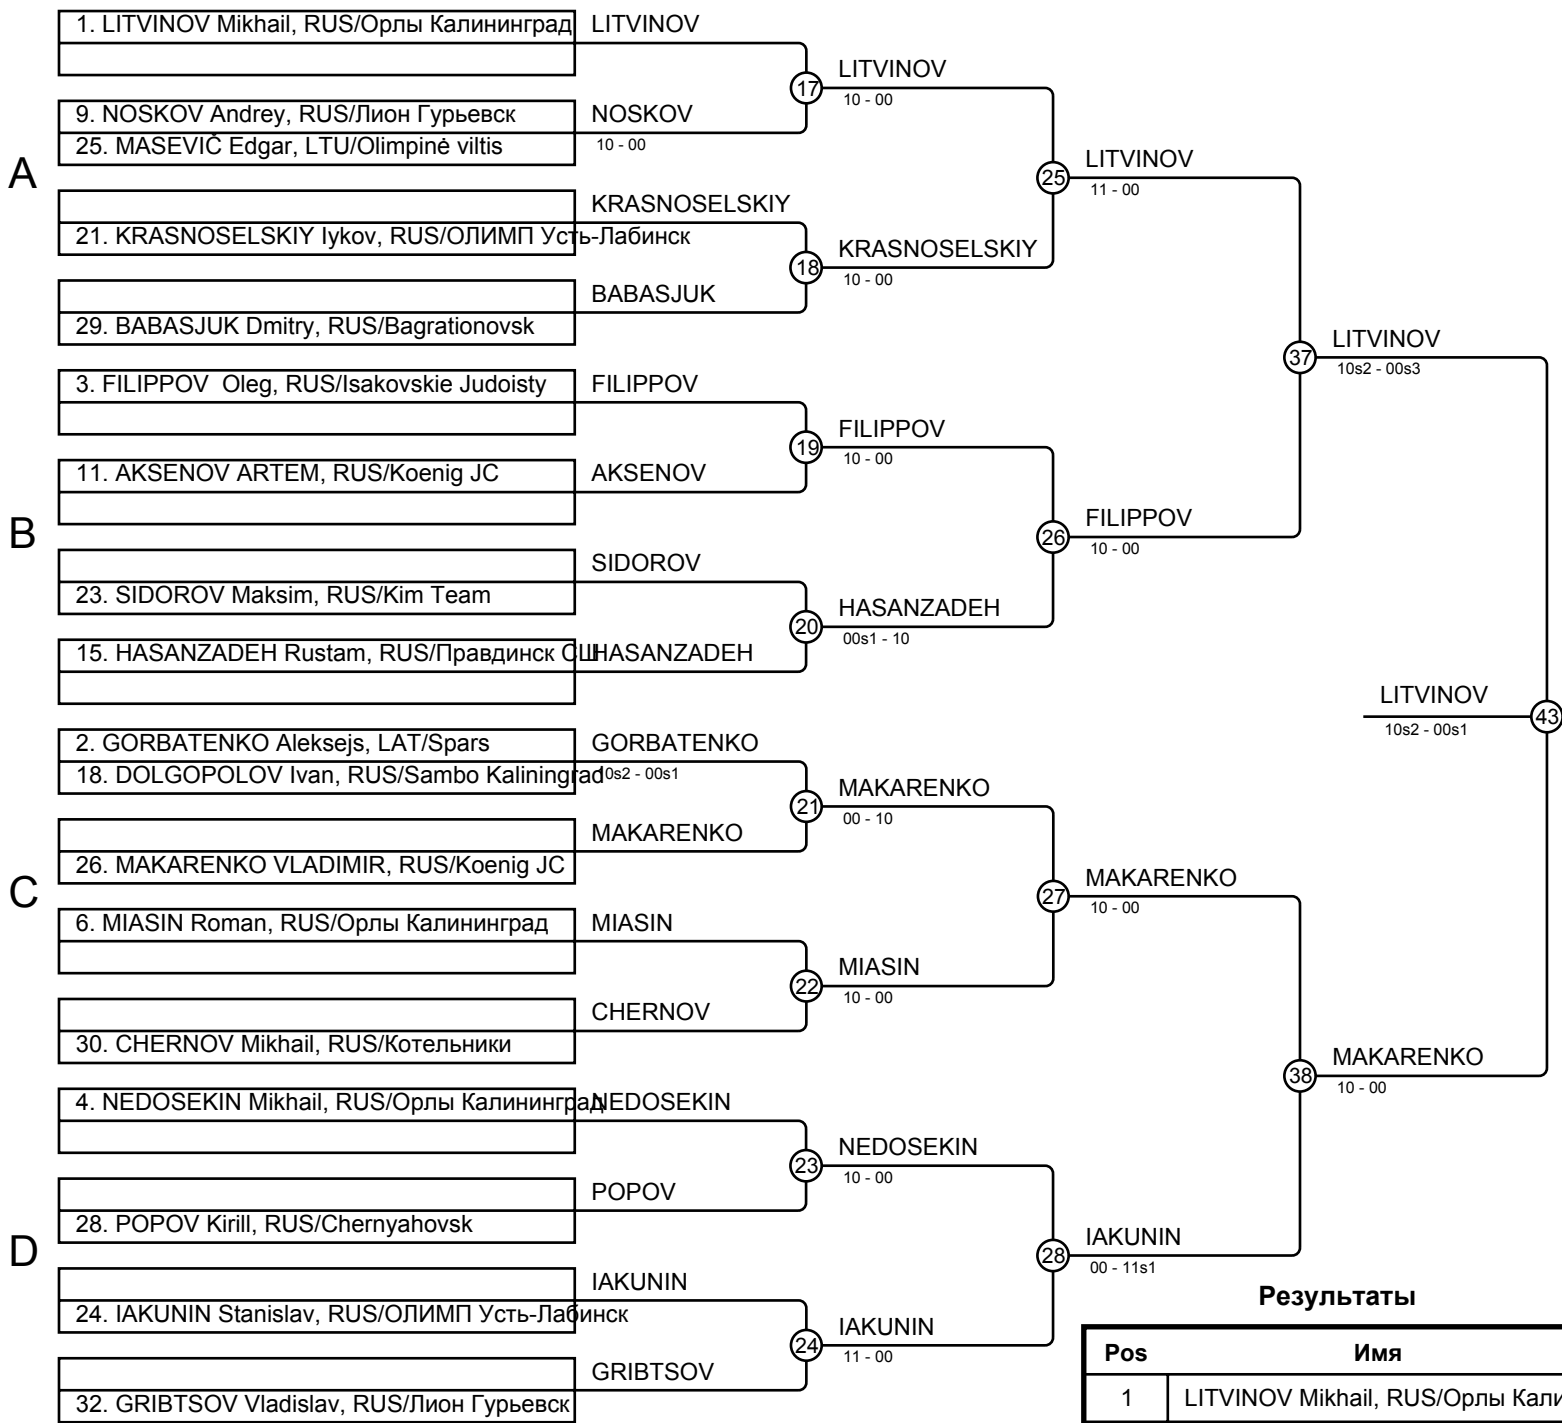 A
1. LITVINOV Mikhail, RUS/Орлы Калининград
9. NOSKOV Andrey, RUS/Лион Гурьевск
25. MASEVIČ Edgar, LTU/Olimpinė viltis
21. KRASNOSELSKIY Iykov, RUS/ОЛИМП Усть-Лабинск
29. BABASJUK Dmitry, RUS/Bagrationovsk
B
3. FILIPPOV Oleg, RUS/Isakovskie Judoisty
11. AKSENOV ARTEM, RUS/Koenig JC
23. SIDOROV Maksim, RUS/Kim Team
15. HASANZADEH Rustam, RUS/Правдинск СШ
C
2. GORBATENKO Aleksejs, LAT/Spars
18. DOLGOPOLOV Ivan, RUS/Sambo Kaliningrad
26. MAKARENKO VLADIMIR, RUS/Koenig JC
6. MIASIN Roman, RUS/Орлы Калининград
30. CHERNOV Mikhail, RUS/Котельники
D
4. NEDOSEKIN Mikhail, RUS/Орлы Калининград
28. POPOV Kirill, RUS/Chernyahovsk
24. IAKUNIN Stanislav, RUS/ОЛИМП Усть-Лабинск
32. GRIBTSOV Vladislav, RUS/Лион Гурьевск
LITVINOV
NOSKOV
10 - 00
KRASNOSELSKIY
BABASJUK
FILIPPOV
AKSENOV
SIDOROV
HASANZADEH
GORBATENKO
10s2 - 00s1
MAKARENKO
MIASIN
CHERNOV
NEDOSEKIN
POPOV
IAKUNIN
GRIBTSOV
17
LITVINOV
10 - 00
18
KRASNOSELSKIY
10 - 00
19
FILIPPOV
10 - 00
20
HASANZADEH
00s1 - 10
21
MAKARENKO
00 - 10
22
MIASIN
10 - 00
23
NEDOSEKIN
10 - 00
24
IAKUNIN
11 - 00
25
LITVINOV
11 - 00
26
FILIPPOV
10 - 00
27
MAKARENKO
10 - 00
28
IAKUNIN
00 - 11s1
37
LITVINOV
10s2 - 00s3
38
MAKARENKO
10 - 00
43
LITVINOV
10s2 - 00s1
Результаты
Pos Имя
1 LITVINOV Mikhail, RUS/Орлы Кали